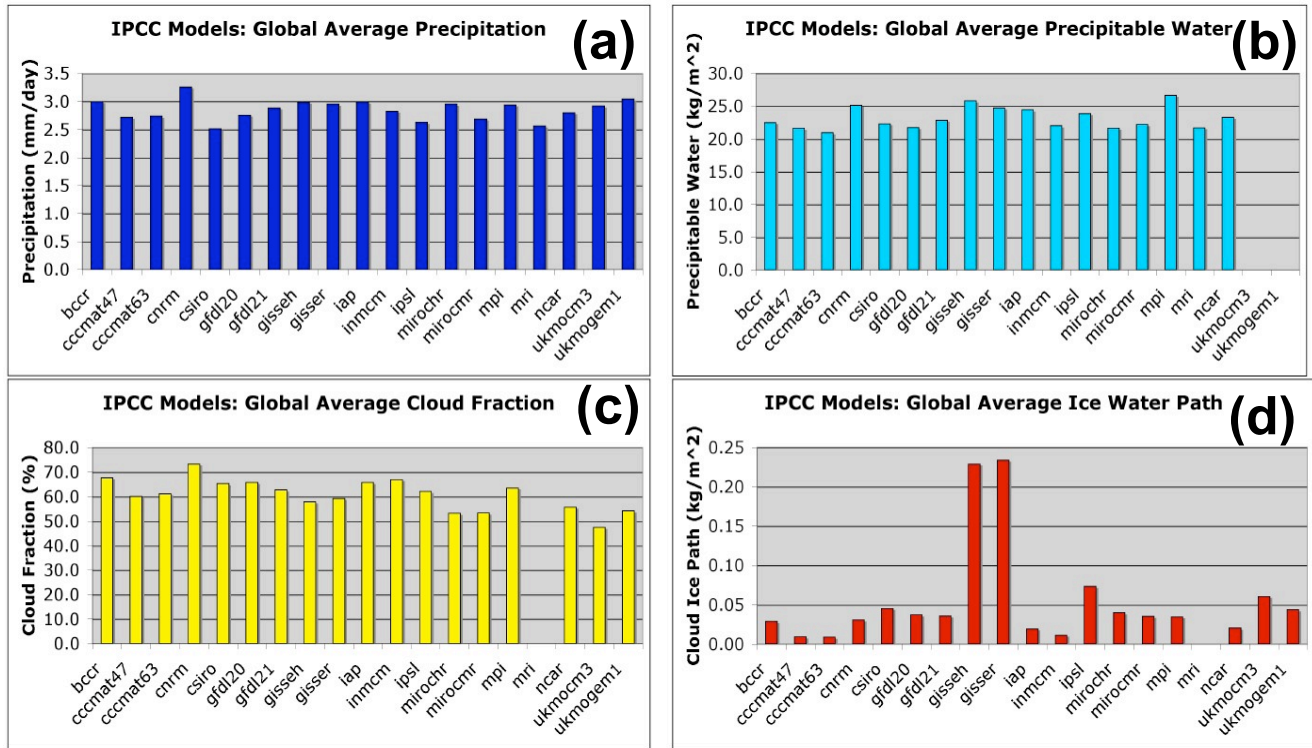 IPCC Models: Global Average Precipitation
(a)
Precipitation (mm/day)
3.5
3.0
2.5
2.0
1.5
1.0
0.5
0.0
bccr
cccmat47
cccmat63
cnrm
csiro
gfdl20
gfdl21
gisseh
gisser
iap
inmcm
ipsl
mirochr
mirocmr
mpi
mri
ncar
ukmocm3
ukmogem1
IPCC Models: Global Average Precipitable Water
(b)
Precipitable Water (kg/m^2)
30.0
25.0
20.0
15.0
10.0
5.0
0.0
bccr
cccmat47
cccmat63
cnrm
csiro
gfdl20
gfdl21
gisseh
gisser
iap
inmcm
ipsl
mirochr
mirocmr
mpi
mri
ncar
ukmocm3
ukmogem1
IPCC Models: Global Average Cloud Fraction
(c)
Cloud Fraction (%)
80.0
70.0
60.0
50.0
40.0
30.0
20.0
10.0
0.0
bccr
cccmat47
cccmat63
cnrm
csiro
gfdl20
gfdl21
gisseh
gisser
iap
inmcm
ipsl
mirochr
mirocmr
mpi
mri
ncar
ukmocm3
ukmogem1
IPCC Models: Global Average Ice Water Path
(d)
Cloud Ice Path (kg/m^2)
0.25
0.20
0.15
0.10
0.05
0.00
bccr
cccmat47
cccmat63
cnrm
csiro
gfdl20
gfdl21
gisseh
gisser
iap
inmcm
ipsl
mirochr
mirocmr
mpi
mri
ncar
ukmocm3
ukmogem1